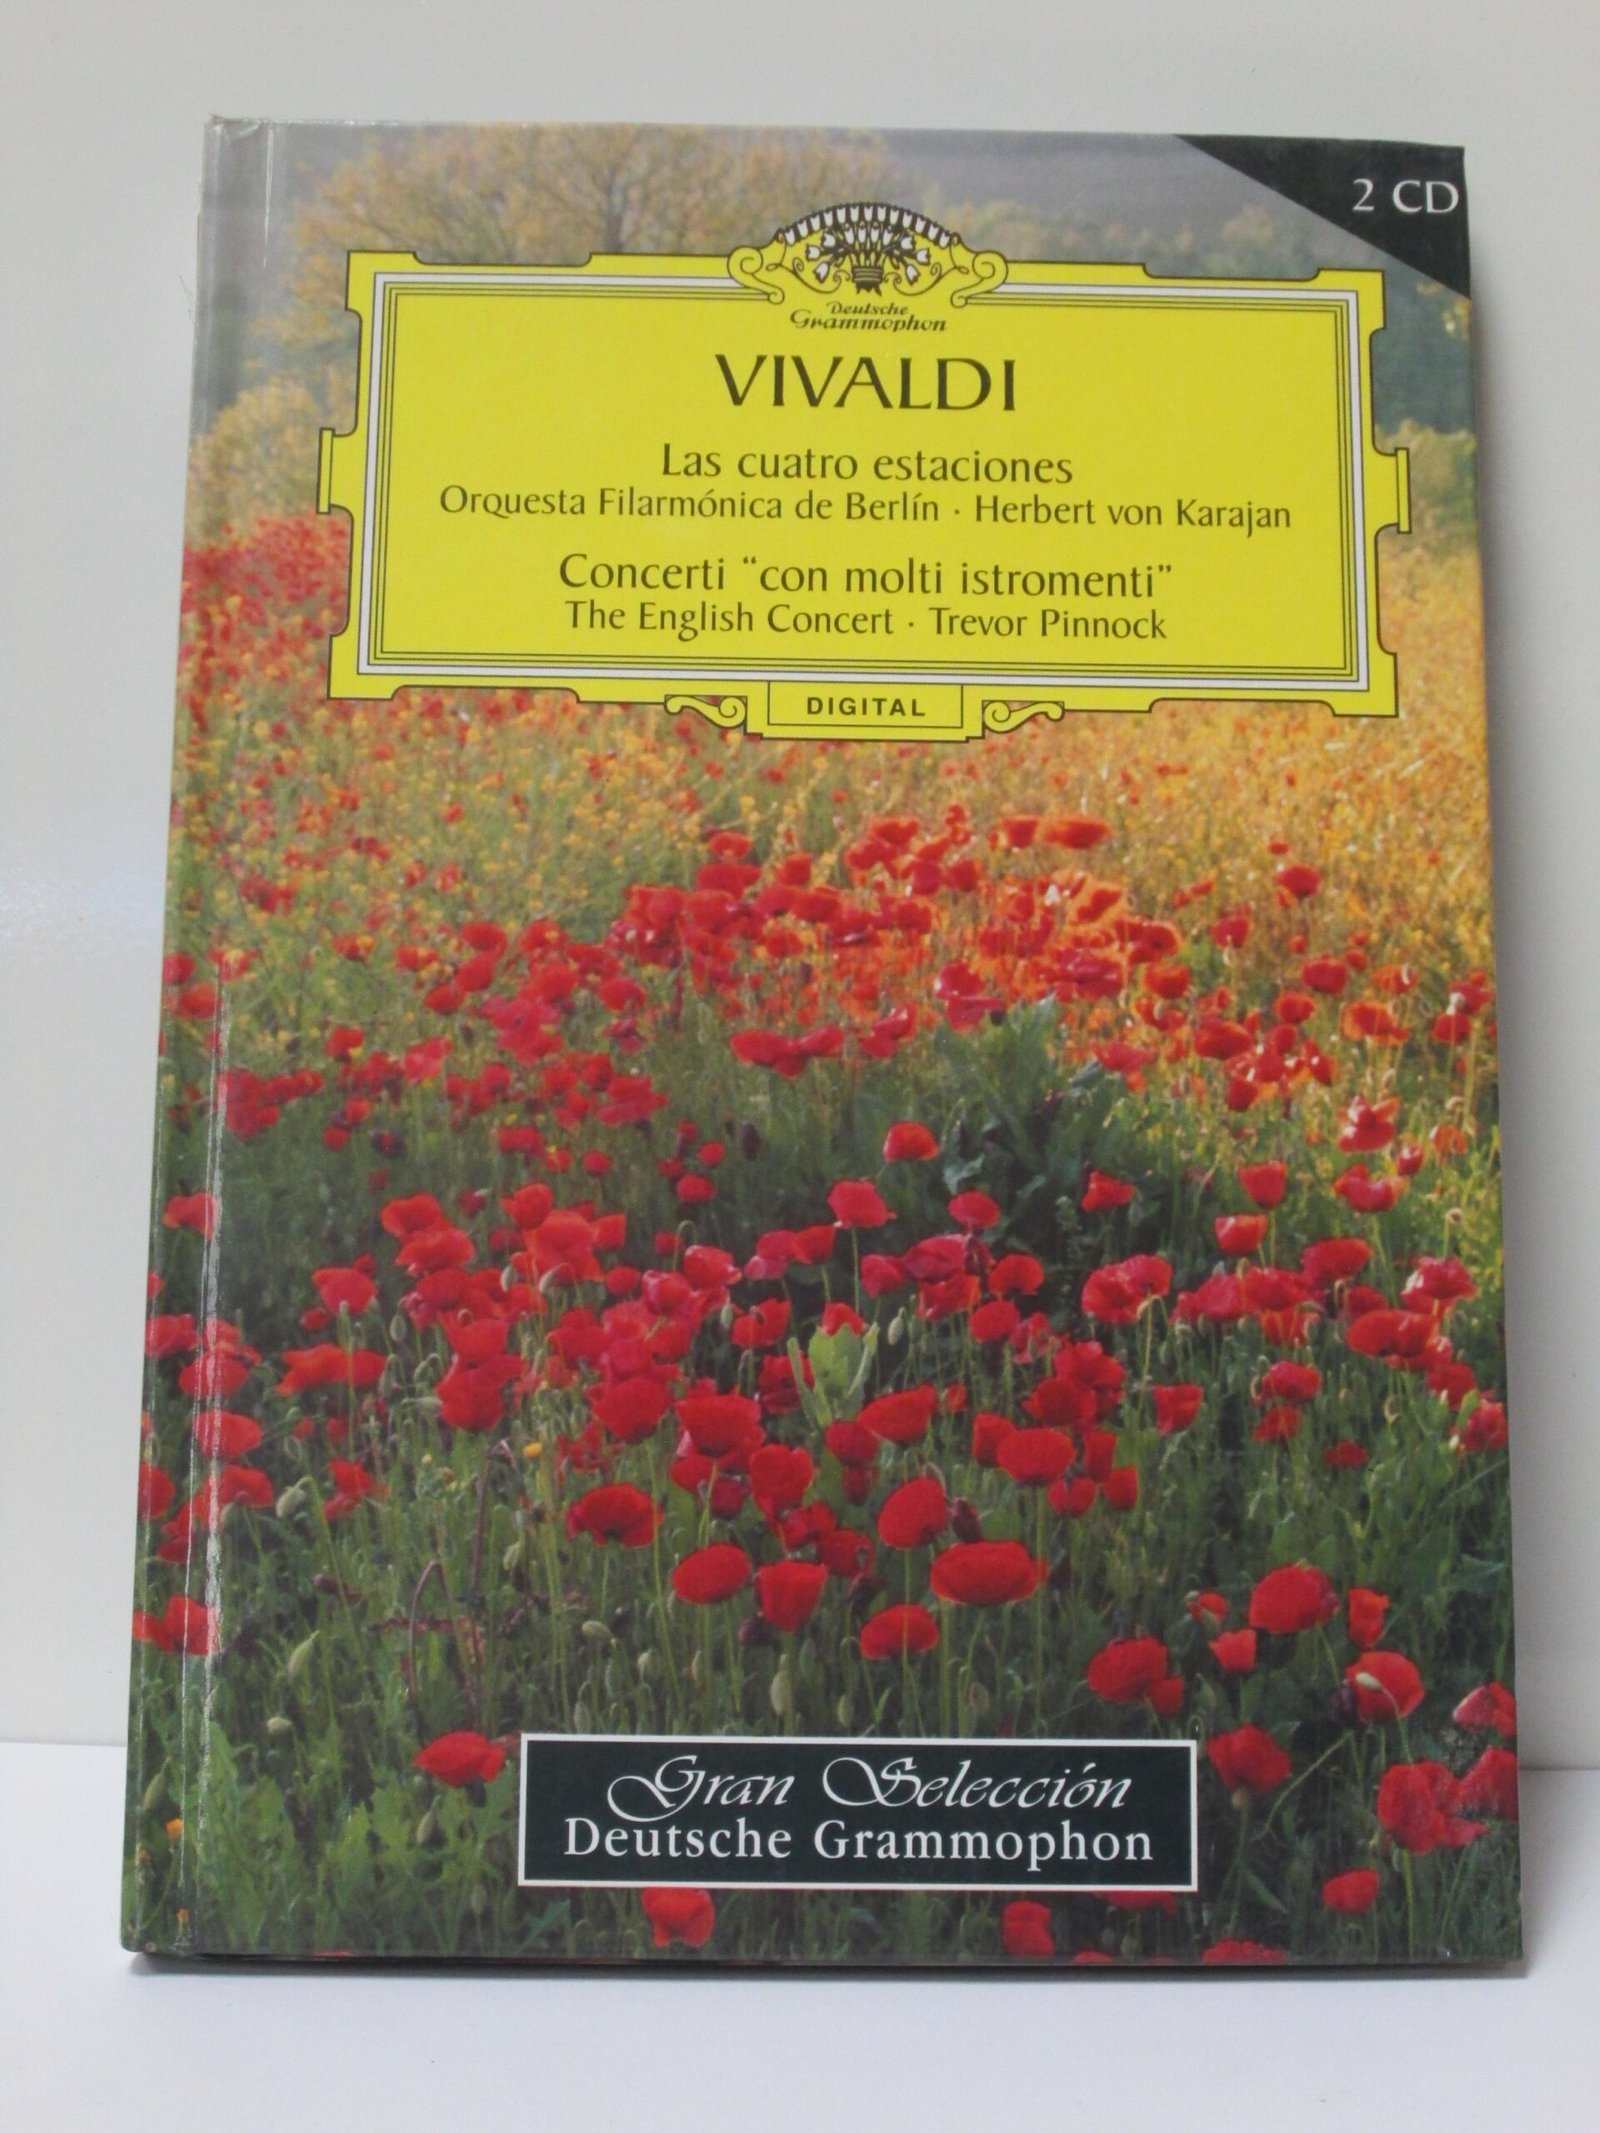 2 CD
Deutsche
Grammophon
VIVALDI
Las cuatro estaciones
Orquesta Filarmónica de Berlín · Herbert von Karajan
Concerti “con molti istromenti”
The English Concert · Trevor Pinnock
DIGITAL
Gran Selección
Deutsche Grammophon